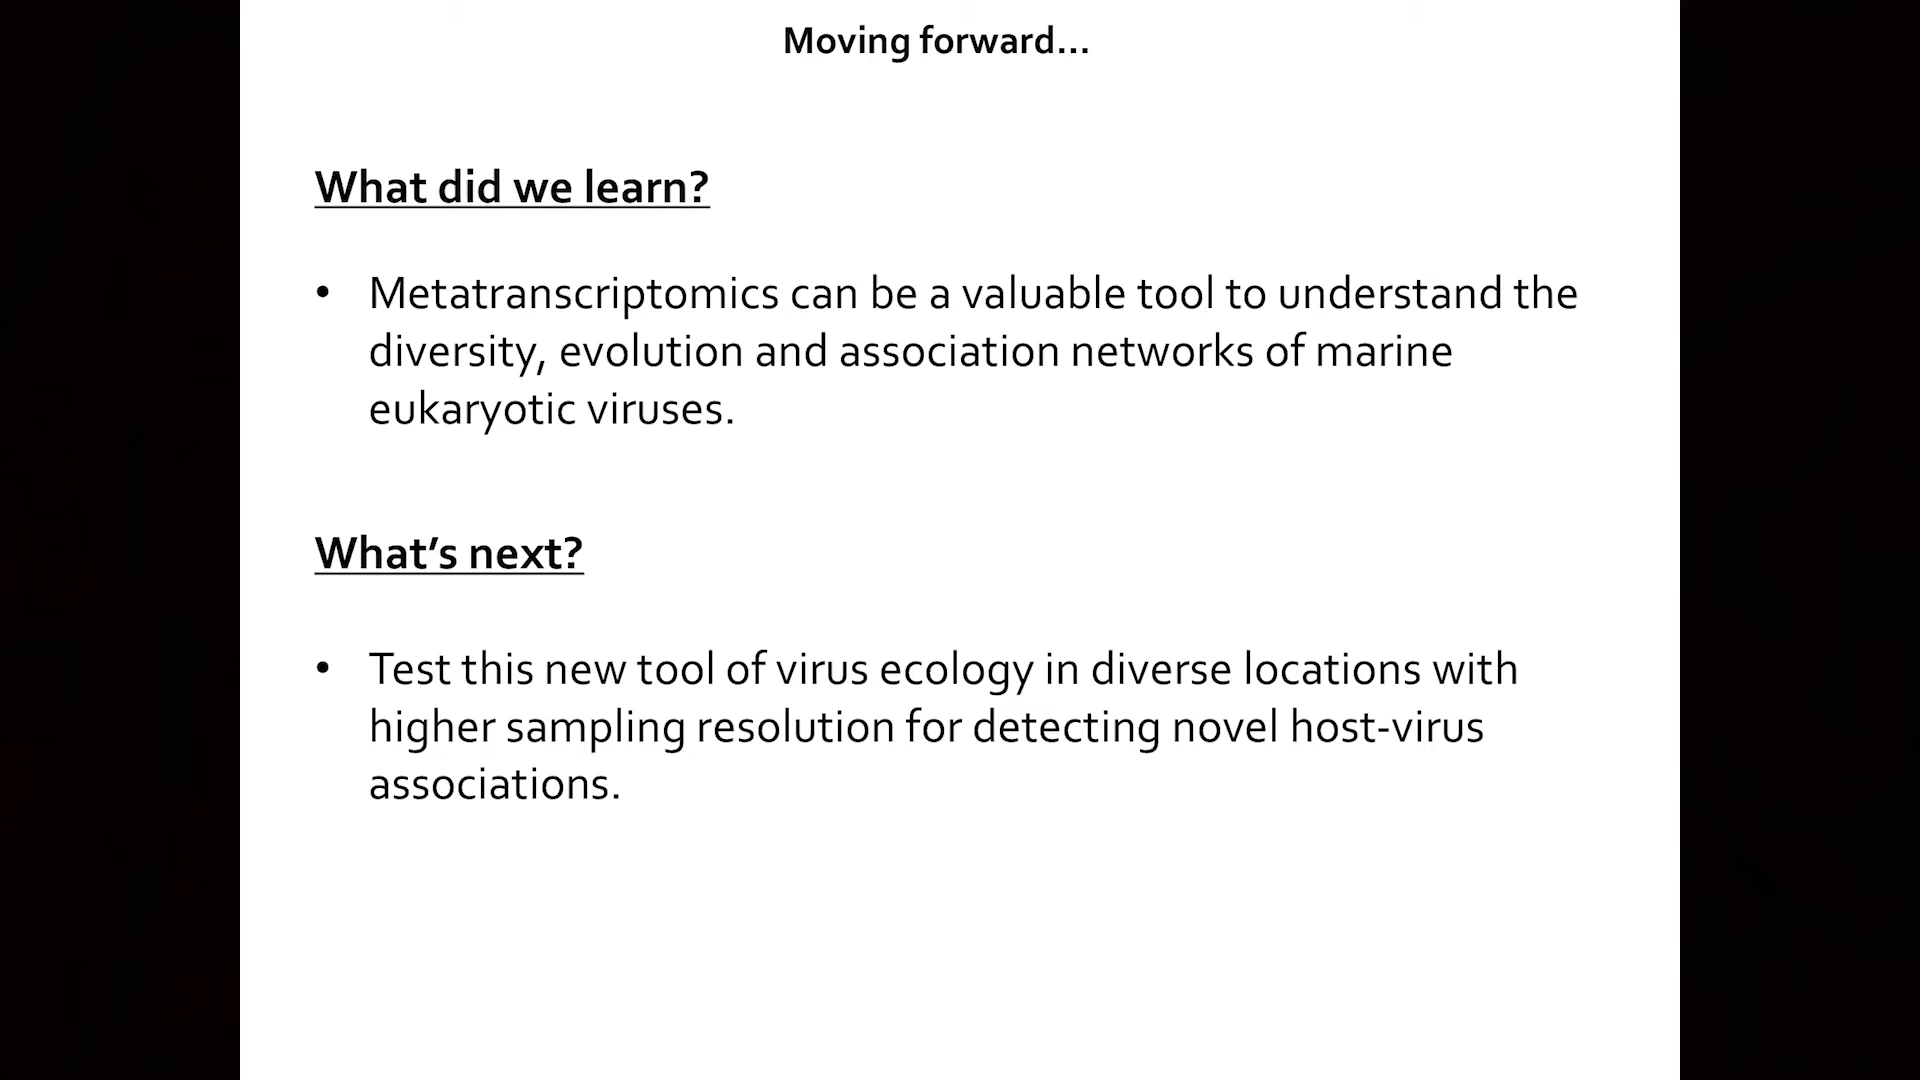 Moving forward...
What did we learn?
• Metatranscriptomics can be a valuable tool to understand the
diversity, evolution and association networks of marine
eukaryotic viruses.
What’s next?
• Test this new tool of virus ecology in diverse locations with
higher sampling resolution for detecting novel host-virus
associations.